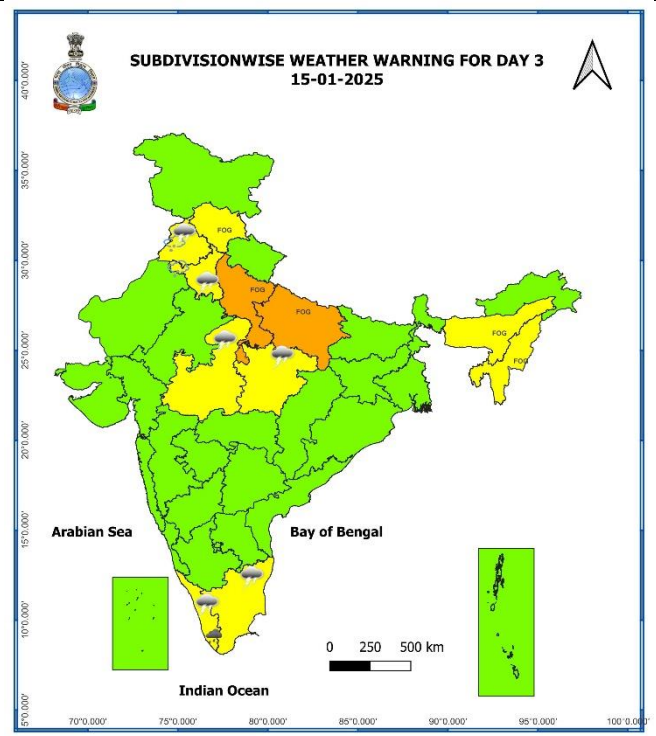 SUBDIVISIONWISE WEATHER WARNING FOR DAY 3
15-01-2025
40°0.000'
35°0.000'
30°0.000'
25°0.000'
20°0.000'
15°0.000'
10°0.000'
5°0.000'
FOG
FOG
FOG
FOG
FOG
Arabian Sea
Bay of Bengal
0 250 500 km
Indian Ocean
70°0.000' 75°0.000' 80°0.000' 85°0.000' 90°0.000' 95°0.000' 100°0.000'